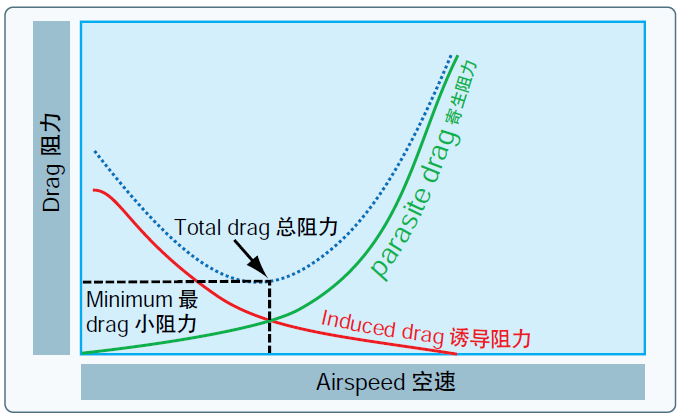 Drag 阻力
Total drag 总阻力
Minimum 最
drag 小阻力
parasite drag 寄生阻力
Induced drag 诱导阻力
Airspeed 空速